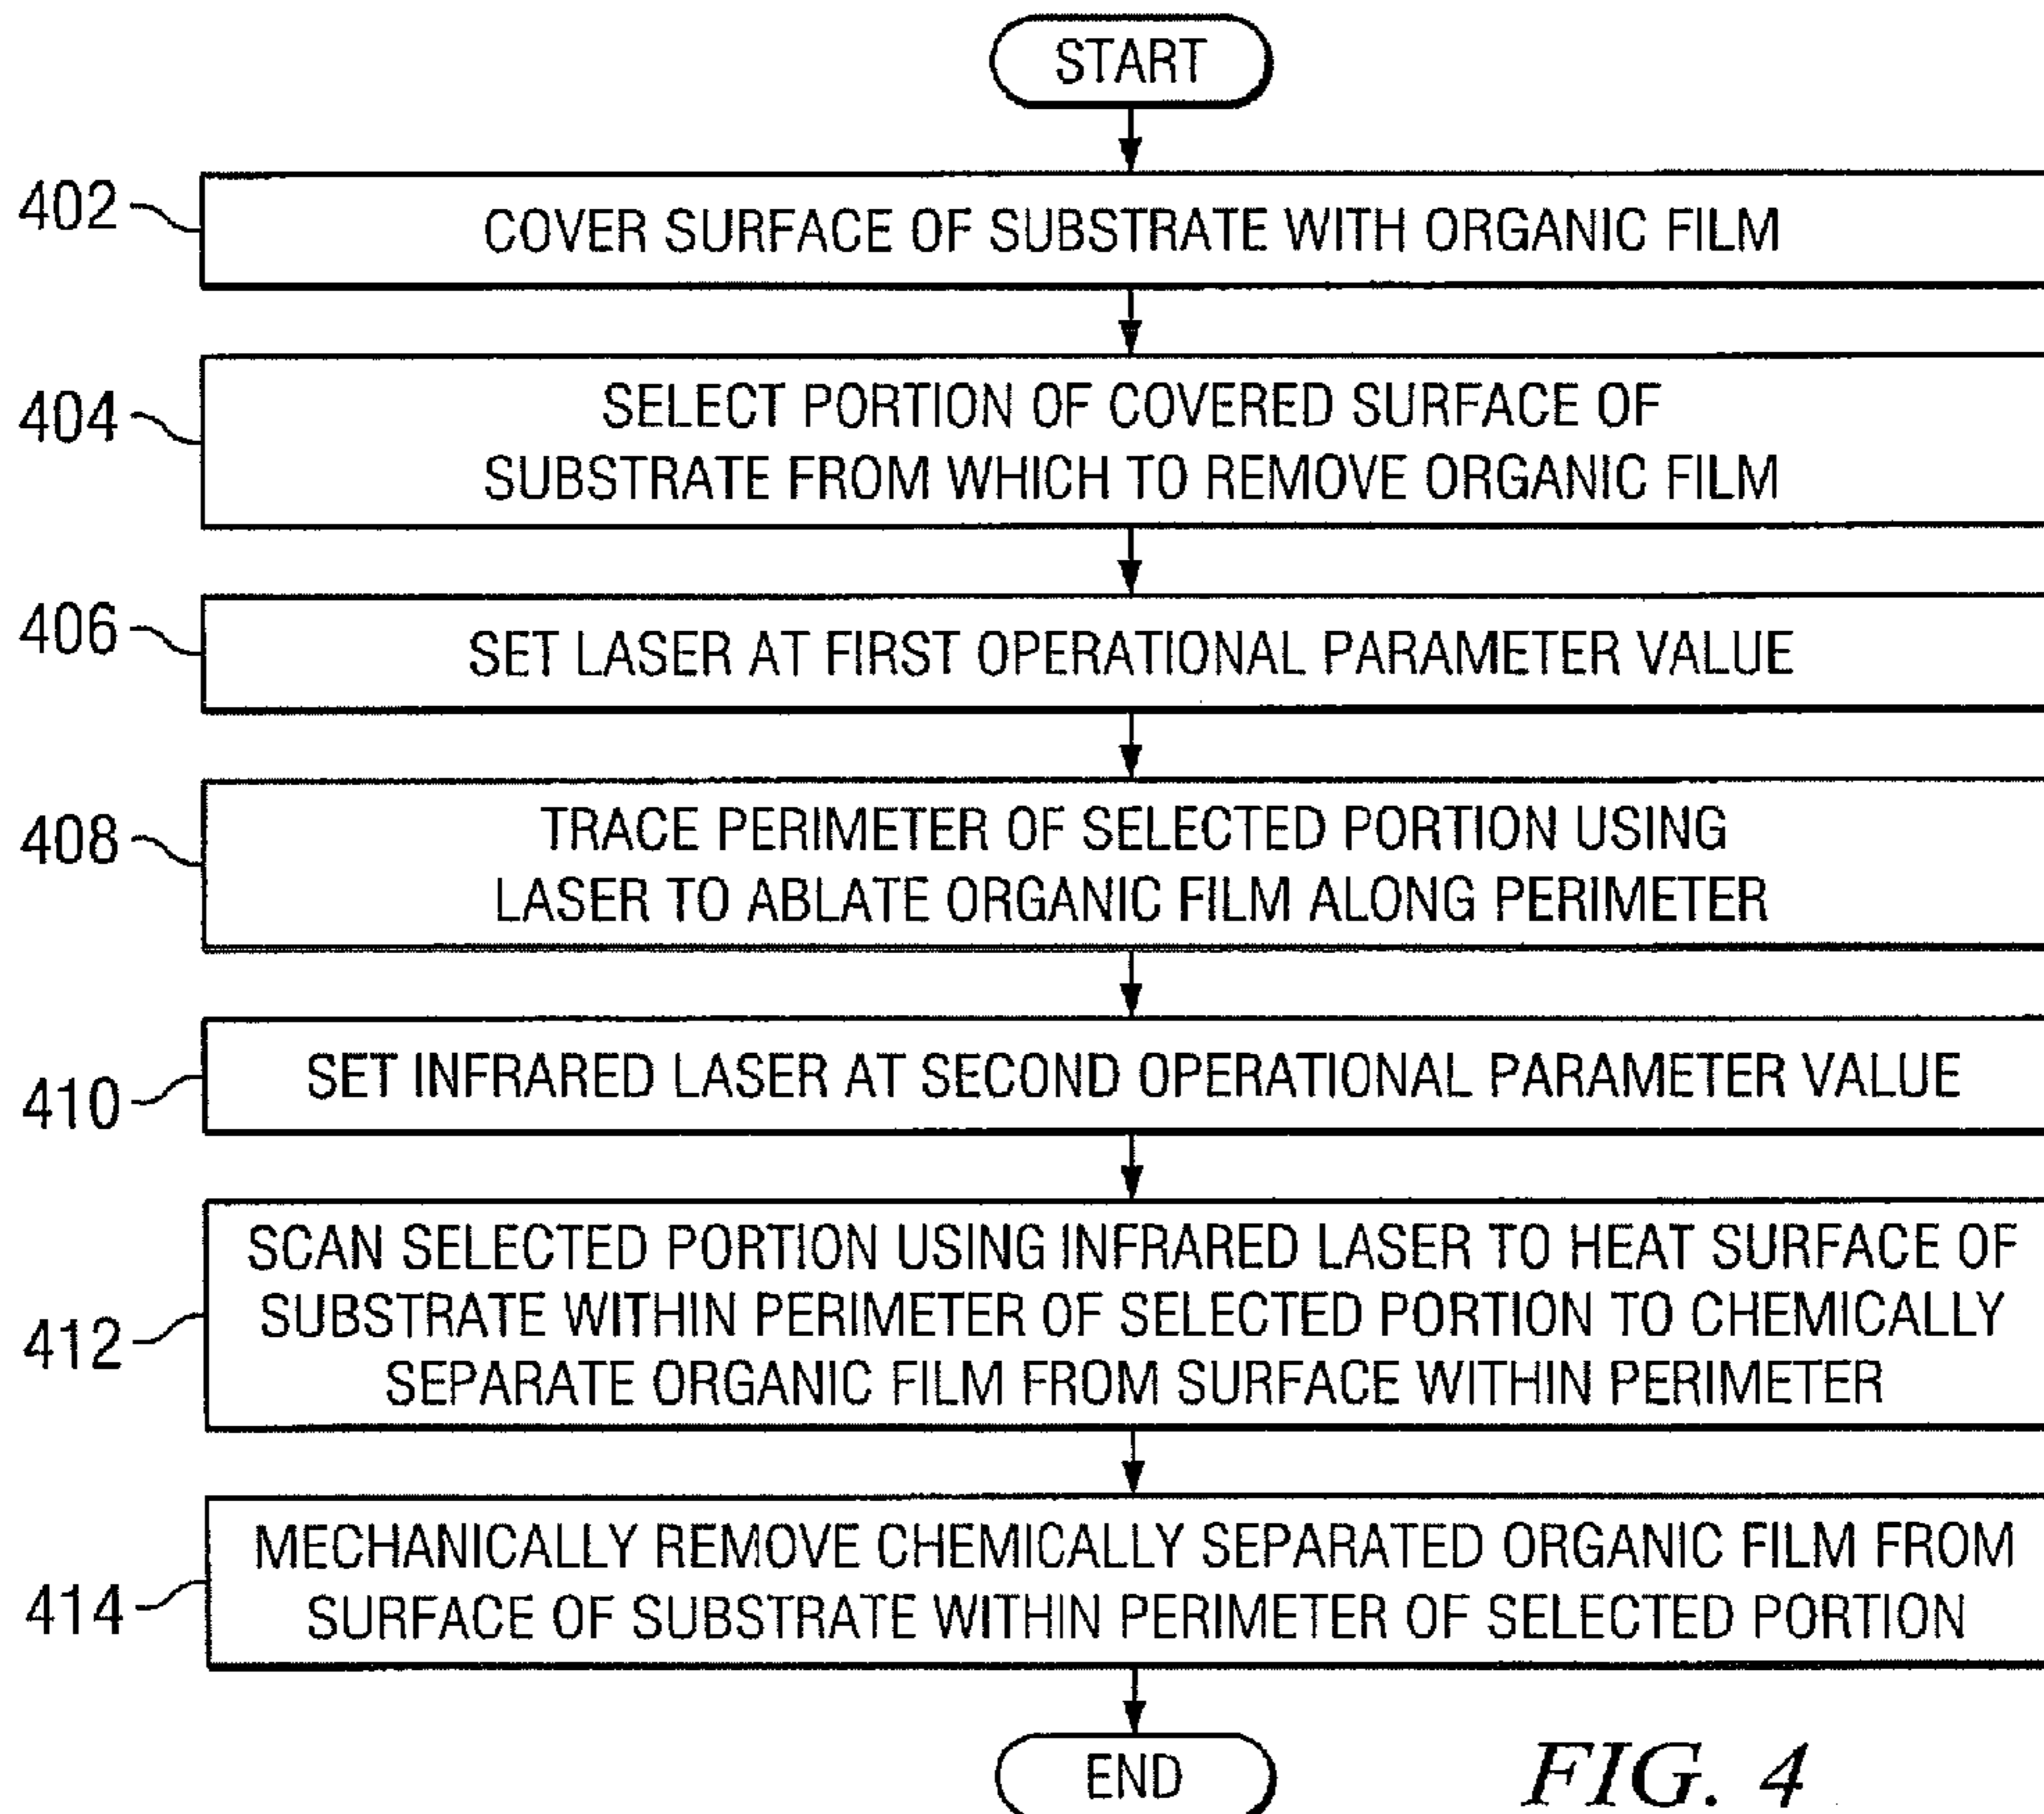 START
402
COVER SURFACE OF SUBSTRATE WITH ORGANIC FILM
404
SELECT PORTION OF COVERED SURFACE OF
SUBSTRATE FROM WHICH TO REMOVE ORGANIC FILM
406
SET LASER AT FIRST OPERATIONAL PARAMETER VALUE
408
TRACE PERIMETER OF SELECTED PORTION USING
LASER TO ABLATE ORGANIC FILM ALONG PERIMETER
410
SET INFRARED LASER AT SECOND OPERATIONAL PARAMETER VALUE
412
SCAN SELECTED PORTION USING INFRARED LASER TO HEAT SURFACE OF
SUBSTRATE WITHIN PERIMETER OF SELECTED PORTION TO CHEMICALLY
SEPARATE ORGANIC FILM FROM SURFACE WITHIN PERIMETER
414
MECHANICALLY REMOVE CHEMICALLY SEPARATED ORGANIC FILM FROM
SURFACE OF SUBSTRATE WITHIN PERIMETER OF SELECTED PORTION
END
FIG. 4